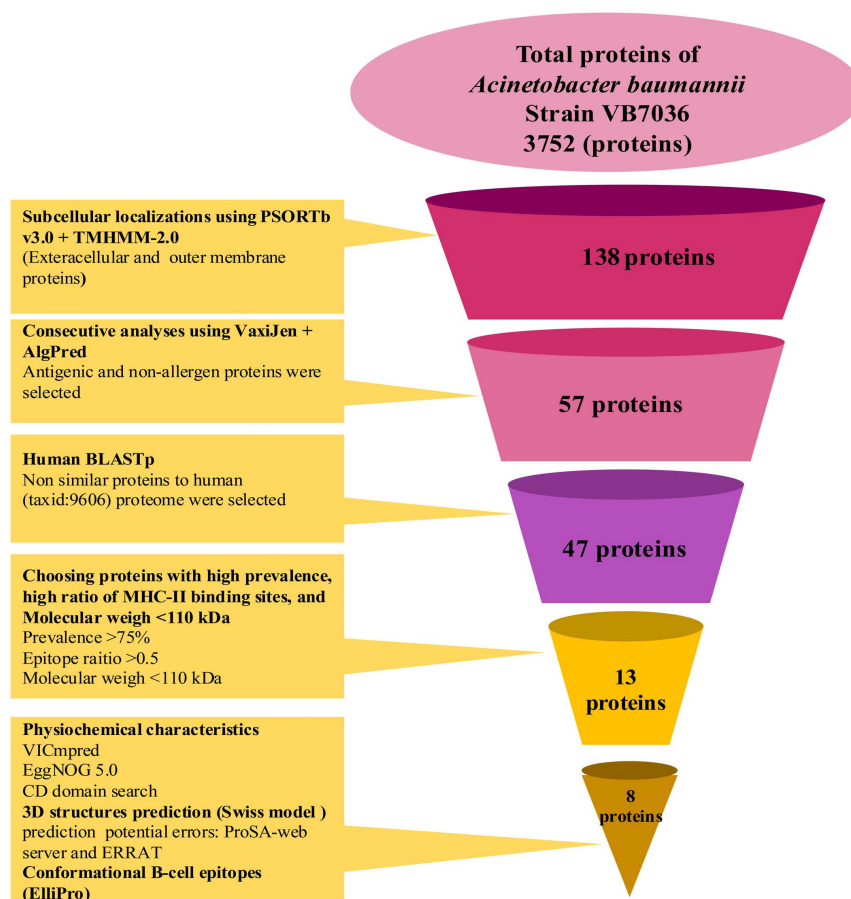 Total proteins of
Acinetobacter baumannii
Strain VB7036
3752 (proteins)
Subcellular localizations using PSORTb
v3.0 + TMHMM-2.0
(Exteracellular and outer membrane
proteins)
138 proteins
Consecutive analyses using VaxiJen +
AlgPred
Antigenic and non-allergen proteins were
selected
57 proteins
Human BLASTp
Non similar proteins to human
(taxid:9606) proteome were selected
47 proteins
Choosing proteins with high prevalence,
high ratio of MHC-II binding sites, and
Molecular weigh <110 kDa
Prevalence >75%
Epitope raitio >0.5
Molecular weigh <110 kDa
13
proteins
Physiochemical characteristics
VICmpred
EggNOG 5.0
CD domain search
3D structures prediction (Swiss model )
prediction potential errors: ProSA-web
server and ERRAT
Conformational B-cell epitopes
(ElliPro)
8
proteins